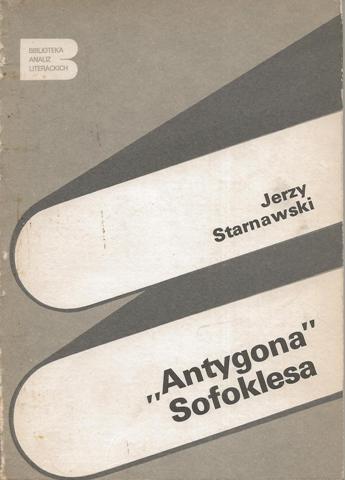 BIBLIOTEKA
ANALIZ
LITERACKICH
Jerzy
Starnawski
„Antygona”
Sofoklesa